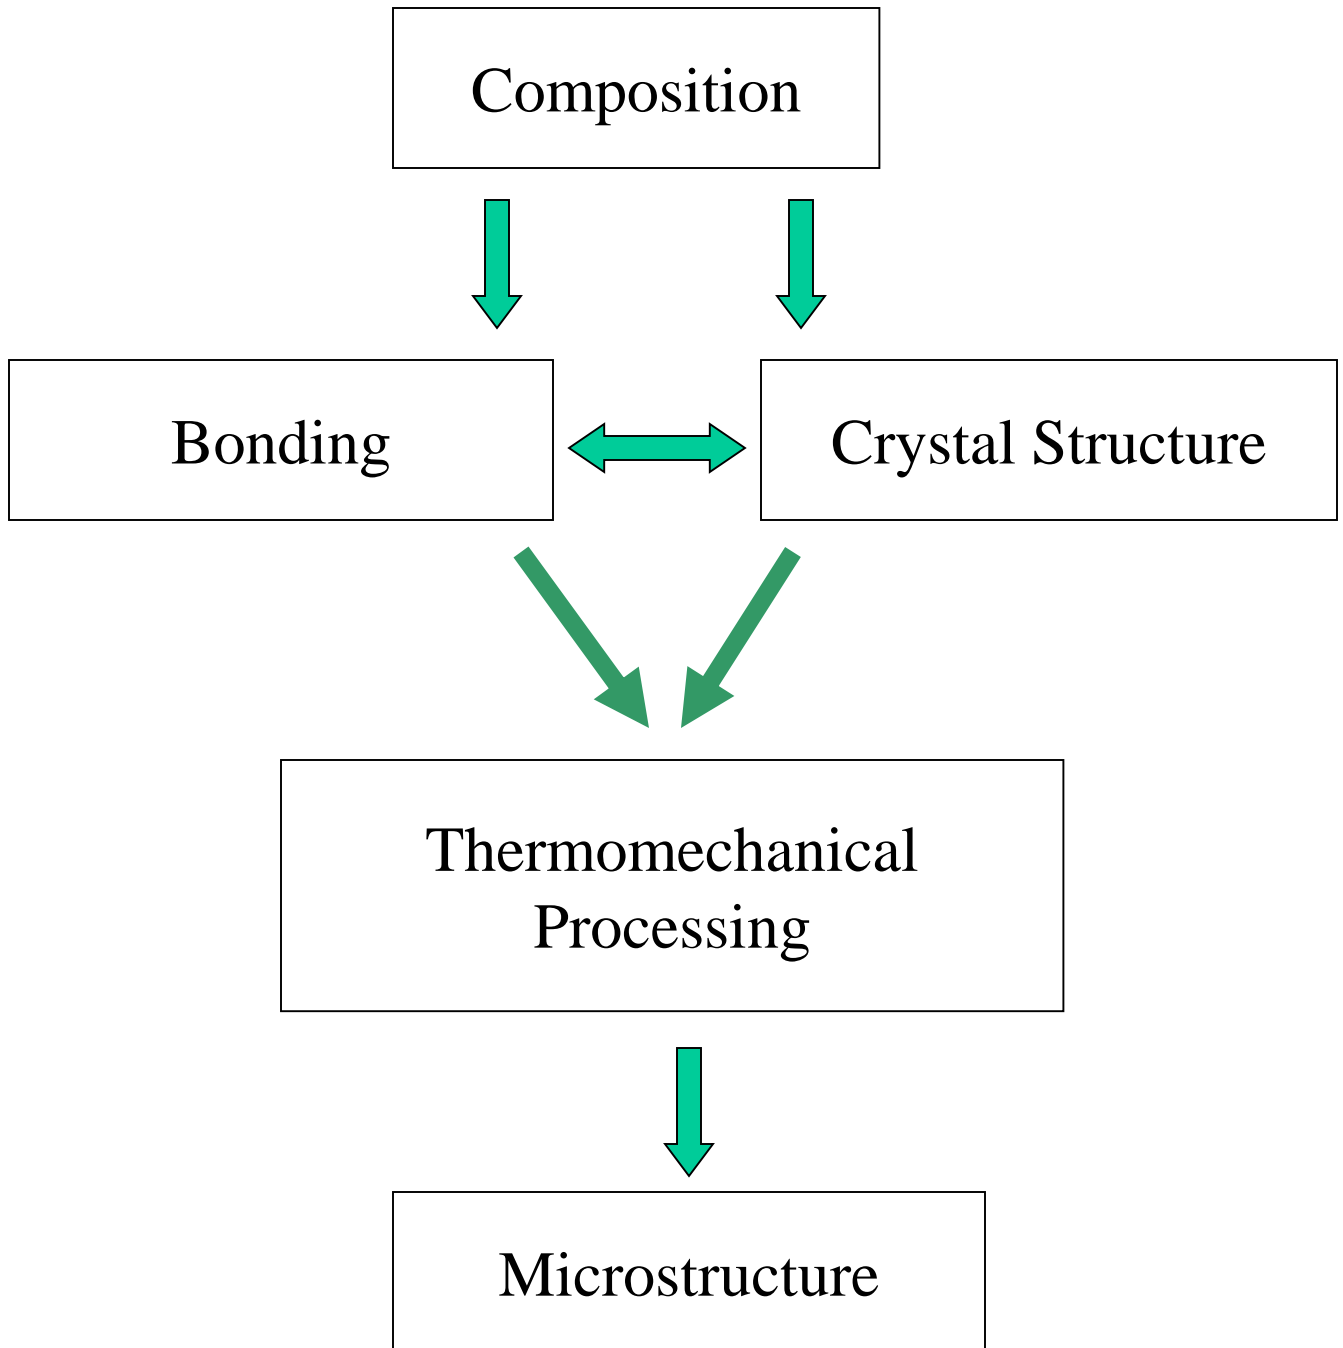 Composition
Bonding
Crystal Structure
Thermomechanical
Processing
Microstructure